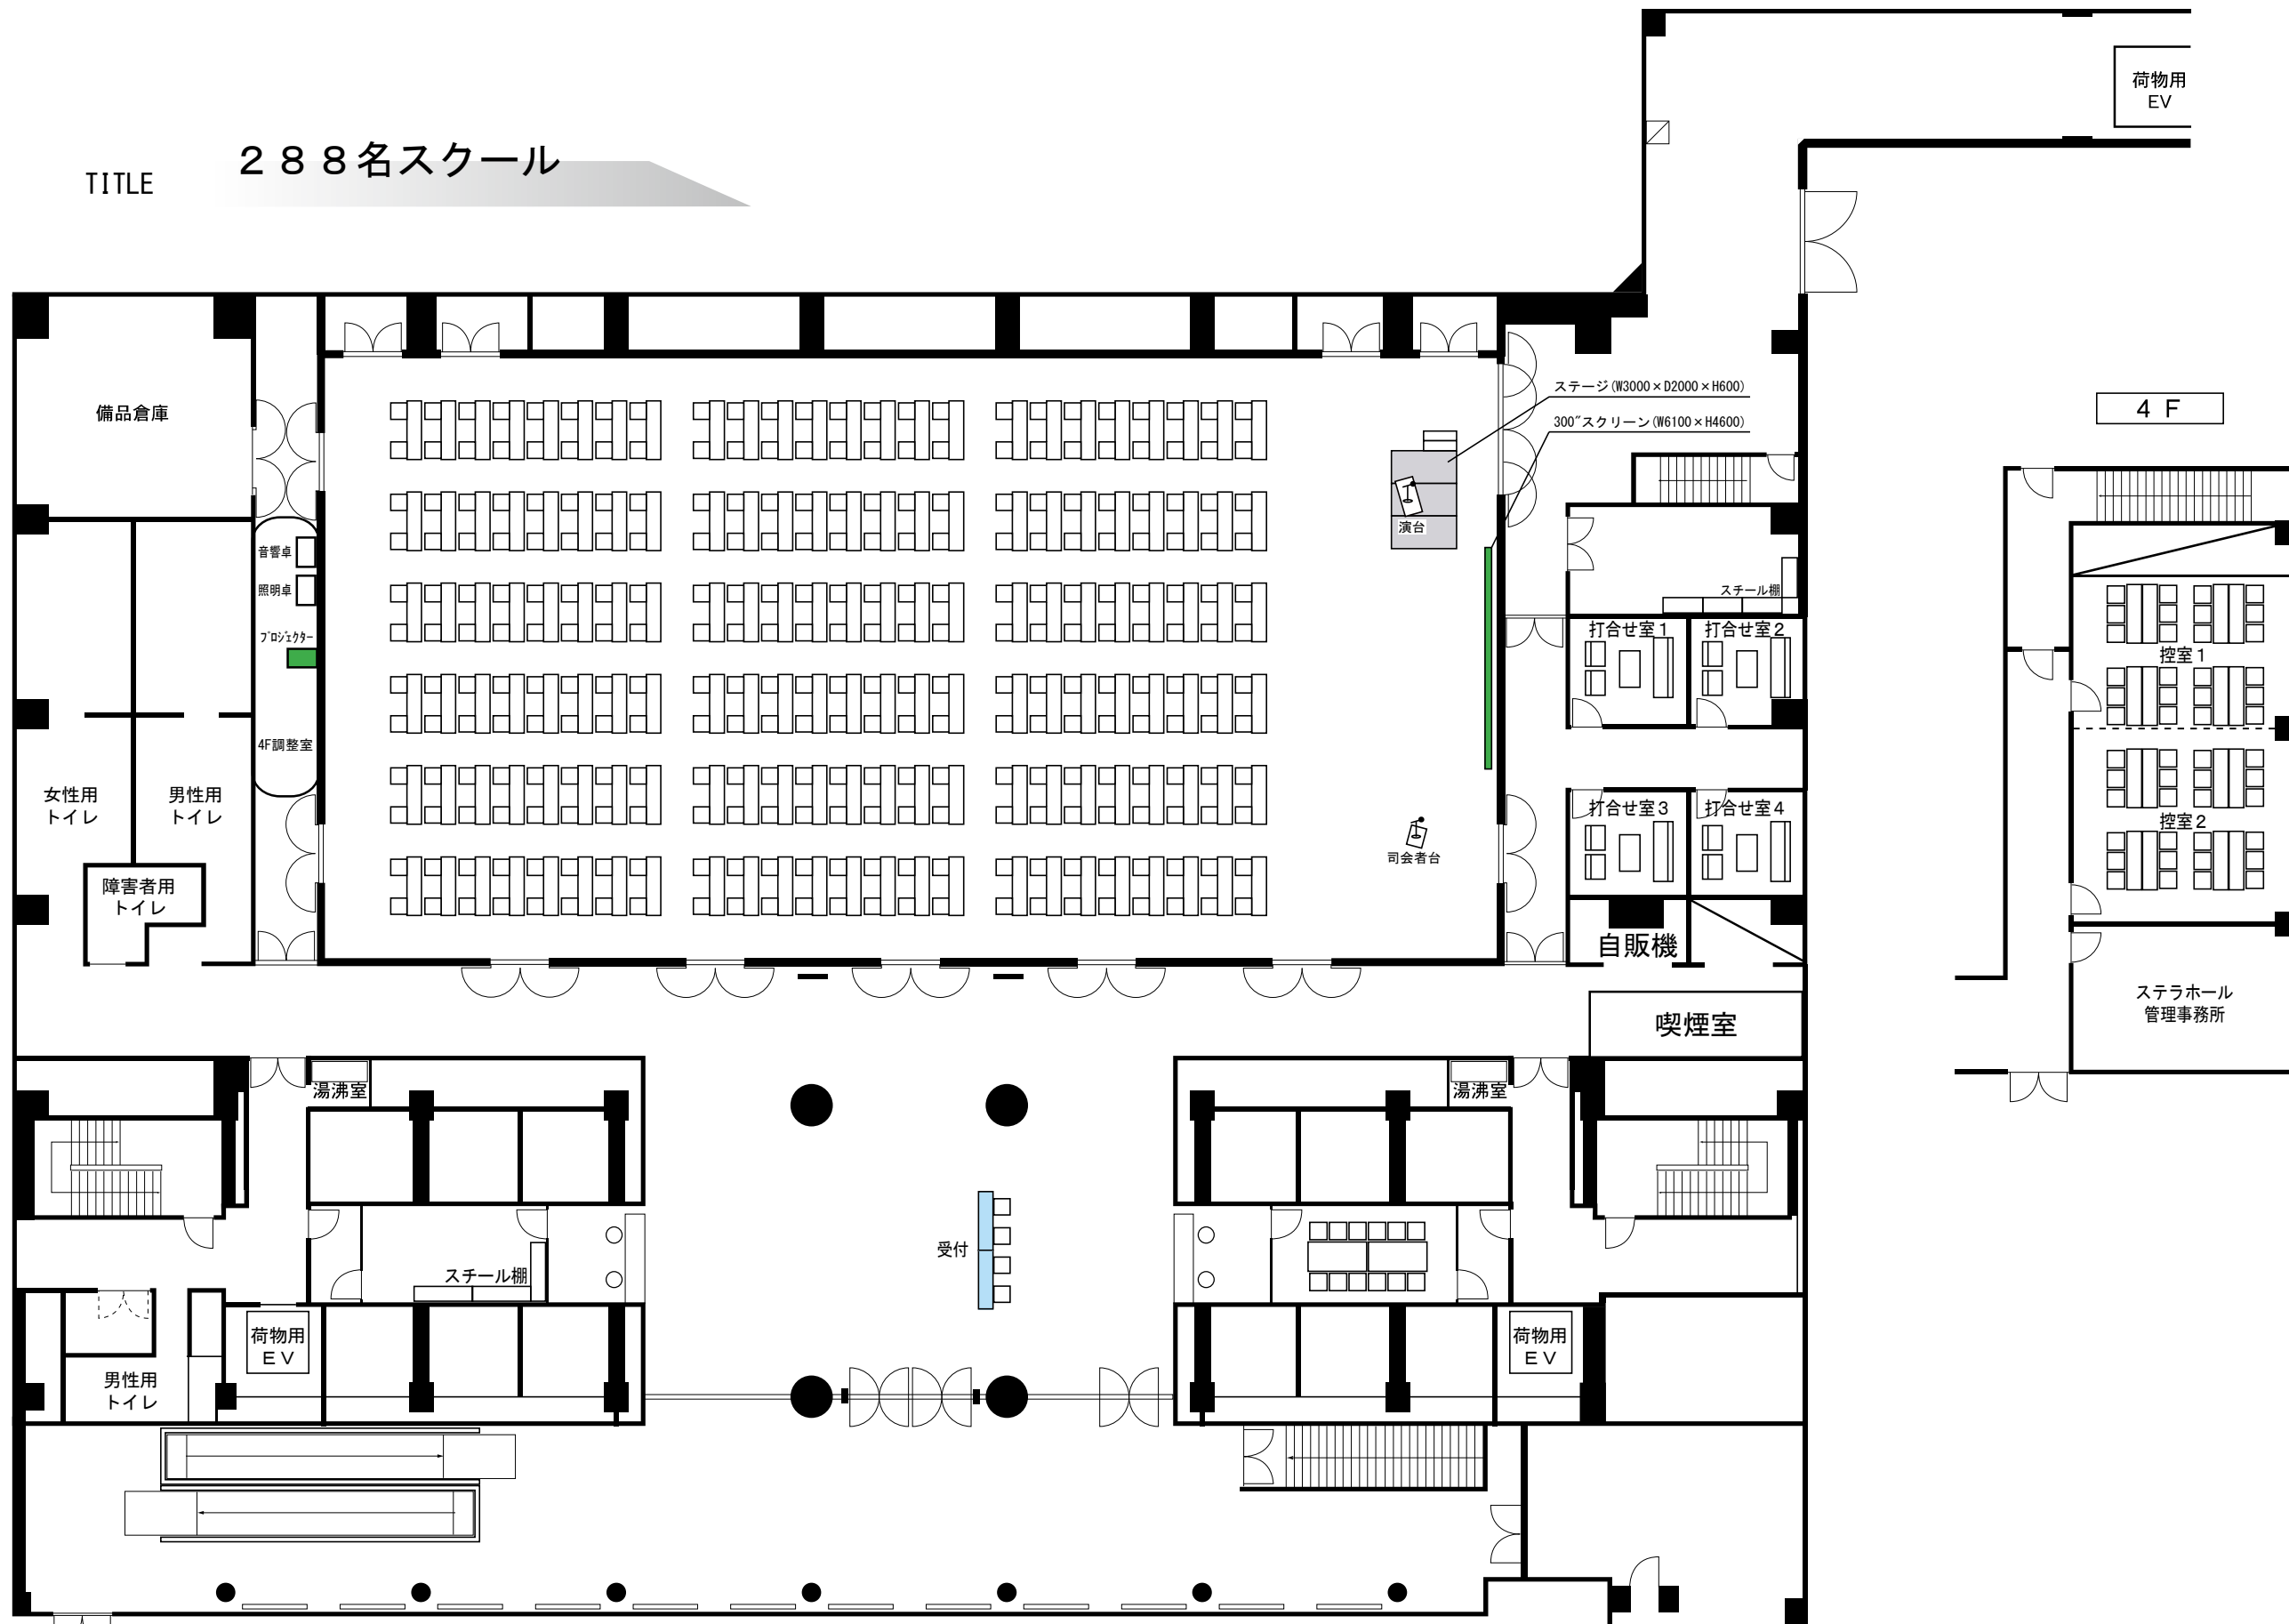 荷物用
EV
TITLE
２８８名スクール
ステージ(W3000×D2000×H600)
300″スクリーン(W6100×H4600)
備品倉庫
４Ｆ
演台
音響卓
照明卓
プロジェクター
スチール棚
打合せ室1
打合せ室2
控室1
4F調整室
女性用
トイレ
男性用
トイレ
打合せ室3
打合せ室4
控室2
司会者台
障害者用
トイレ
自販機
ステラホール
管理事務所
喫煙室
湯沸室
湯沸室
受付
スチール棚
荷物用
ＥＶ
荷物用
ＥＶ
男性用
トイレ